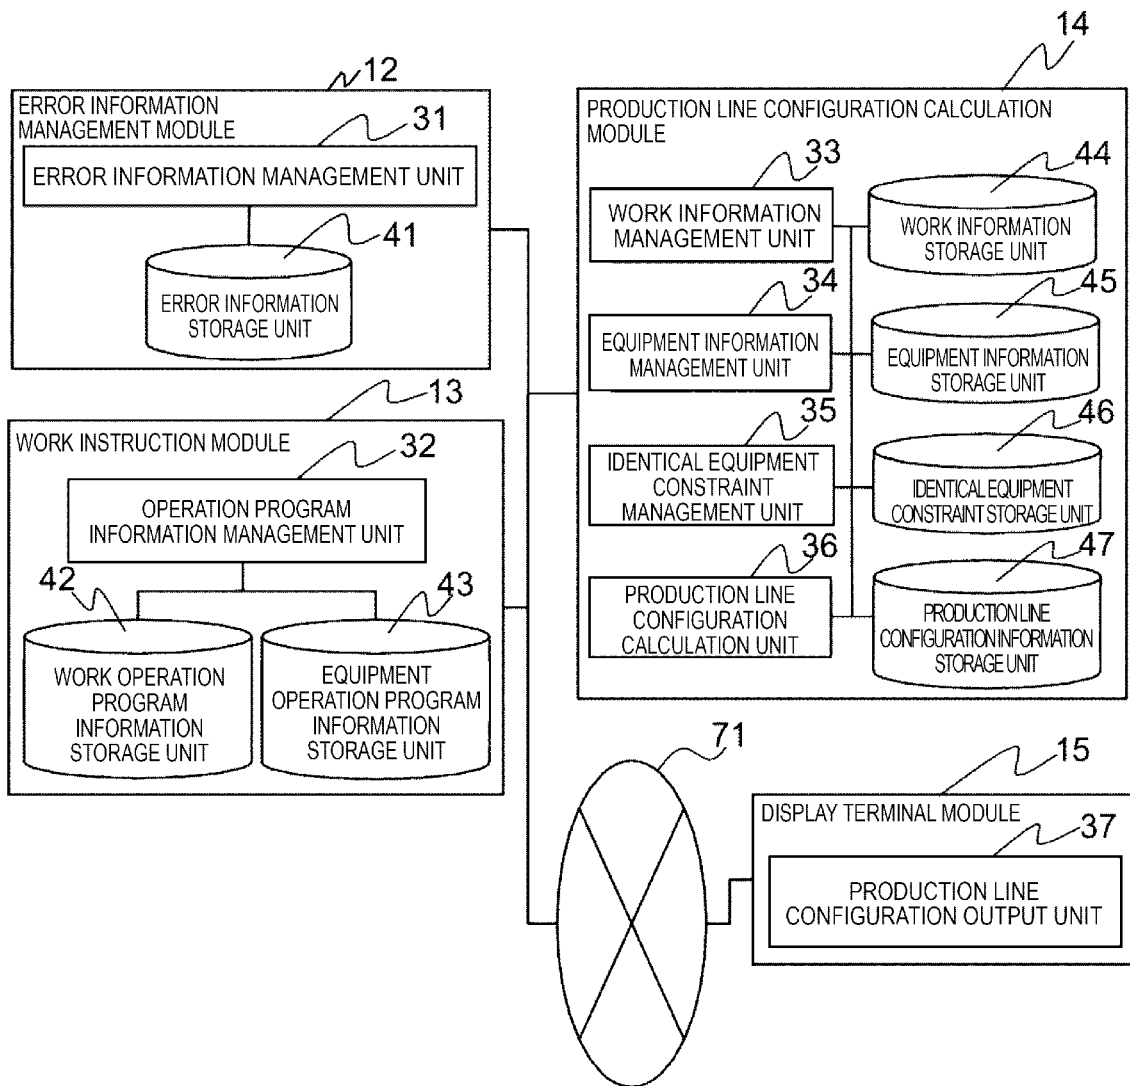 12
ERROR INFORMATION
MANAGEMENT MODULE
31
ERROR INFORMATION MANAGEMENT UNIT
41
ERROR INFORMATION
STORAGE UNIT
13
WORK INSTRUCTION MODULE
32
OPERATION PROGRAM
INFORMATION MANAGEMENT UNIT
42
WORK OPERATION
PROGRAM
INFORMATION
STORAGE UNIT
43
EQUIPMENT
OPERATION PROGRAM
INFORMATION
STORAGE UNIT
14
PRODUCTION LINE CONFIGURATION CALCULATION
MODULE
33
WORK INFORMATION
MANAGEMENT UNIT
44
WORK INFORMATION
STORAGE UNIT
34
EQUIPMENT INFORMATION
MANAGEMENT UNIT
45
EQUIPMENT INFORMATION
STORAGE UNIT
35
IDENTICAL EQUIPMENT
CONSTRAINT
MANAGEMENT UNIT
46
IDENTICAL EQUIPMENT
CONSTRAINT STORAGE UNIT
36
PRODUCTION LINE
CONFIGURATION
CALCULATION UNIT
47
PRODUCTION LINE
CONFIGURATION INFORMATION
STORAGE UNIT
71
15
DISPLAY TERMINAL MODULE
37
PRODUCTION LINE
CONFIGURATION OUTPUT UNIT